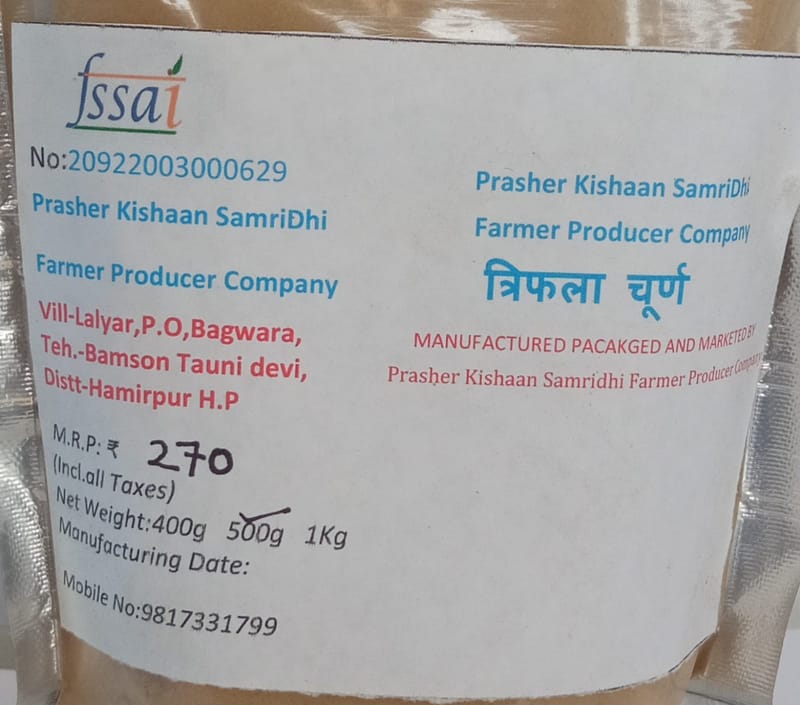 fssai
No:20922003000629
Prasher Kishaan SamriDhi
Farmer Producer Company
Vill-Lalyar,P.O,Bagwara,
Teh.-Bamson Tauni devi,
Distt-Hamirpur H.P
M.R.P: ₹ 270
(Incl.all Taxes)
Net Weight:400g 500g 1Kg
Manufacturing Date:
Mobile No:9817331799
Prasher Kishaan SamriDhi
Farmer Producer Company
त्रिफला चूर्ण
MANUFACTURED PACAKGED AND MARKETED BY
Prasher Kishaan Samridhi Farmer Producer Company